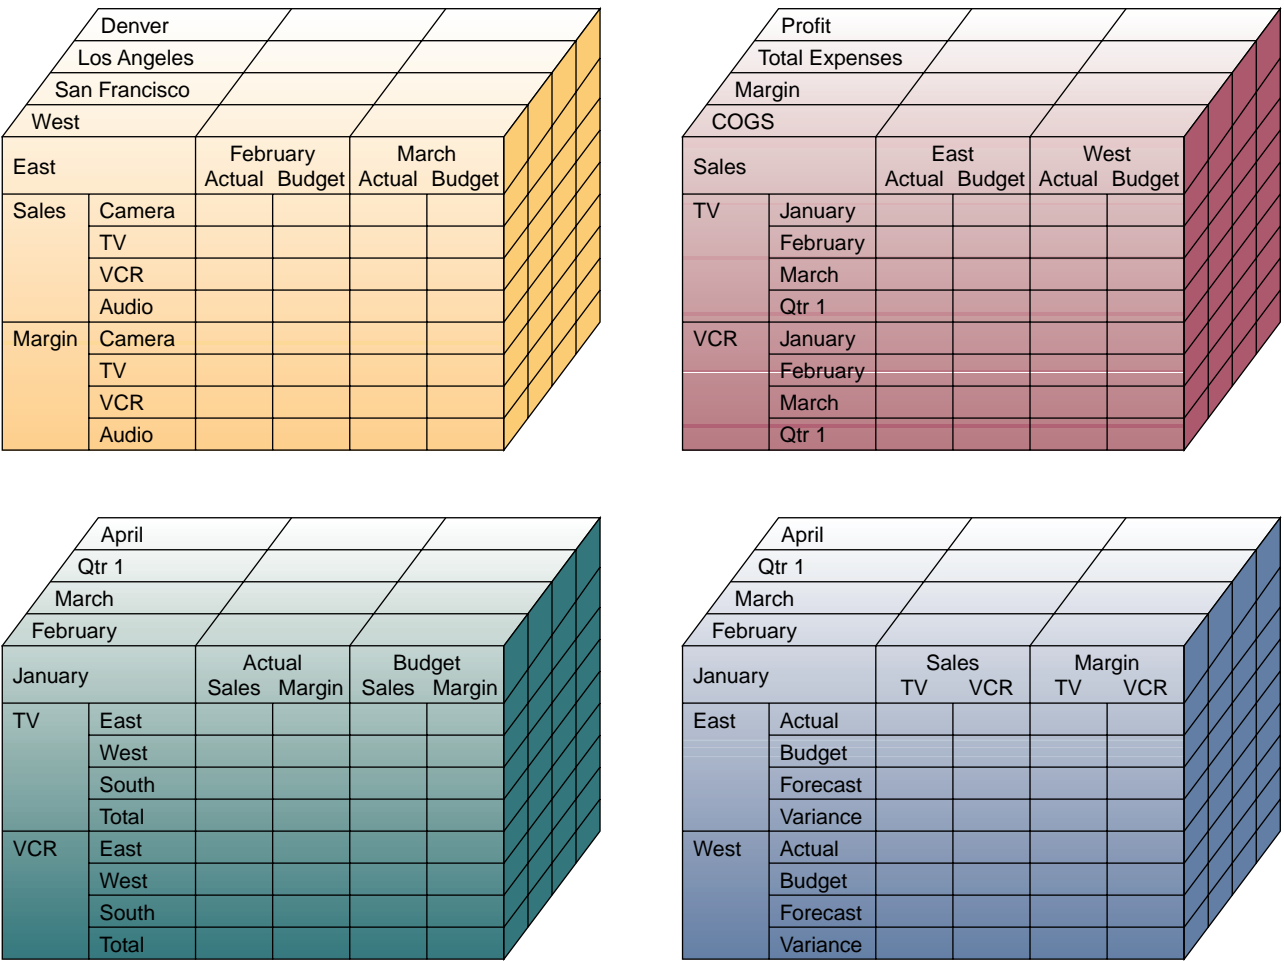 Denver
Los Angeles
San Francisco
West
East February March
Actual Budget Actual Budget
Sales Camera
TV
VCR
Audio
Margin Camera
TV
VCR
Audio
Profit
Total Expenses
Margin
COGS
Sales East West
Actual Budget Actual Budget
TV January
February
March
Qtr 1
VCR January
February
March
Qtr 1
April
Qtr 1
March
February
January Actual Budget
Sales Margin Sales Margin
TV East
West
South
Total
VCR East
West
South
Total
April
Qtr 1
March
February
January Sales Margin
TV VCR TV VCR
East Actual
Budget
Forecast
Variance
West Actual
Budget
Forecast
Variance